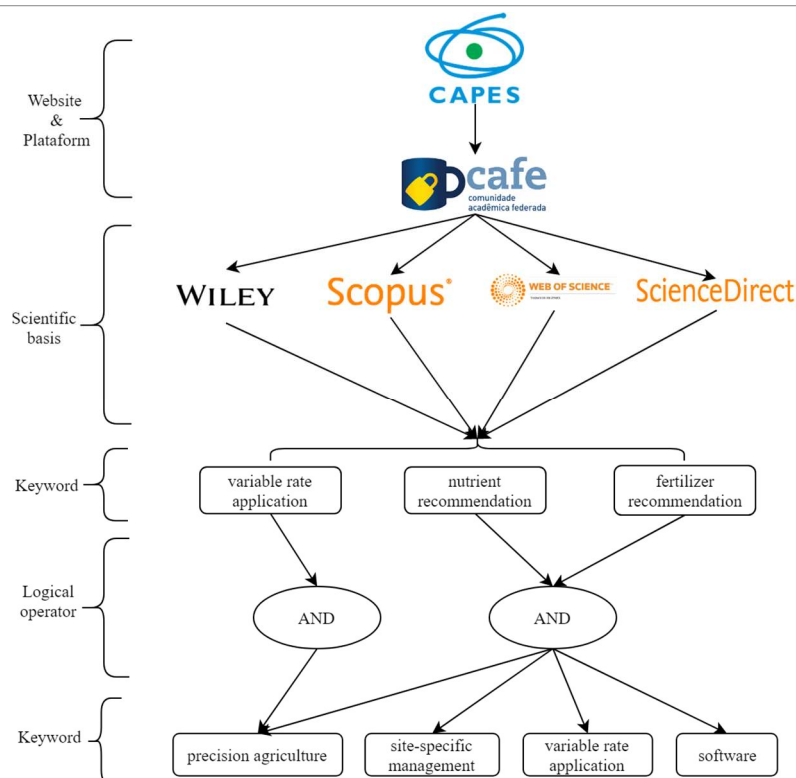 CAPES
Website
&
Plataform
cafe
comunidade
acadêmica federada
WILEY
Scopus®
WEB OF SCIENCE
ScienceDirect
Scientific
basis
Keyword
variable rate
application
nutrient
recommendation
fertilizer
recommendation
Logical
operator
AND
AND
Keyword
precision agriculture
site-specific
management
variable rate
application
software